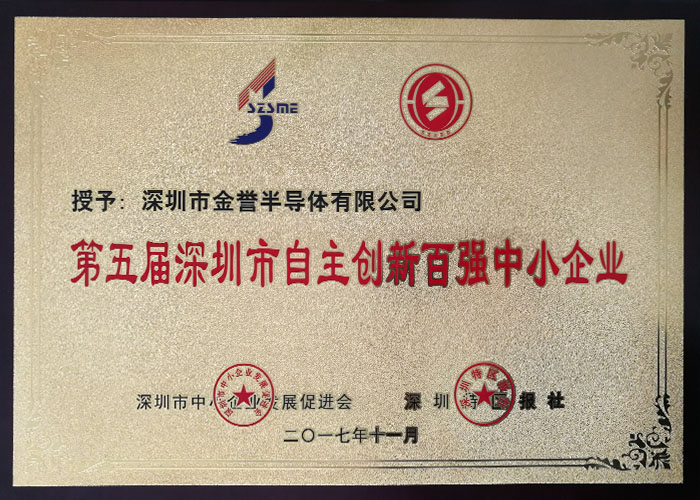 SZSME
授予: 深圳市金誉半导体有限公司
第五届深圳市自主创新百强中小企业
深圳市中小企业发展促进会 深圳特区报社
二〇一七年十一月